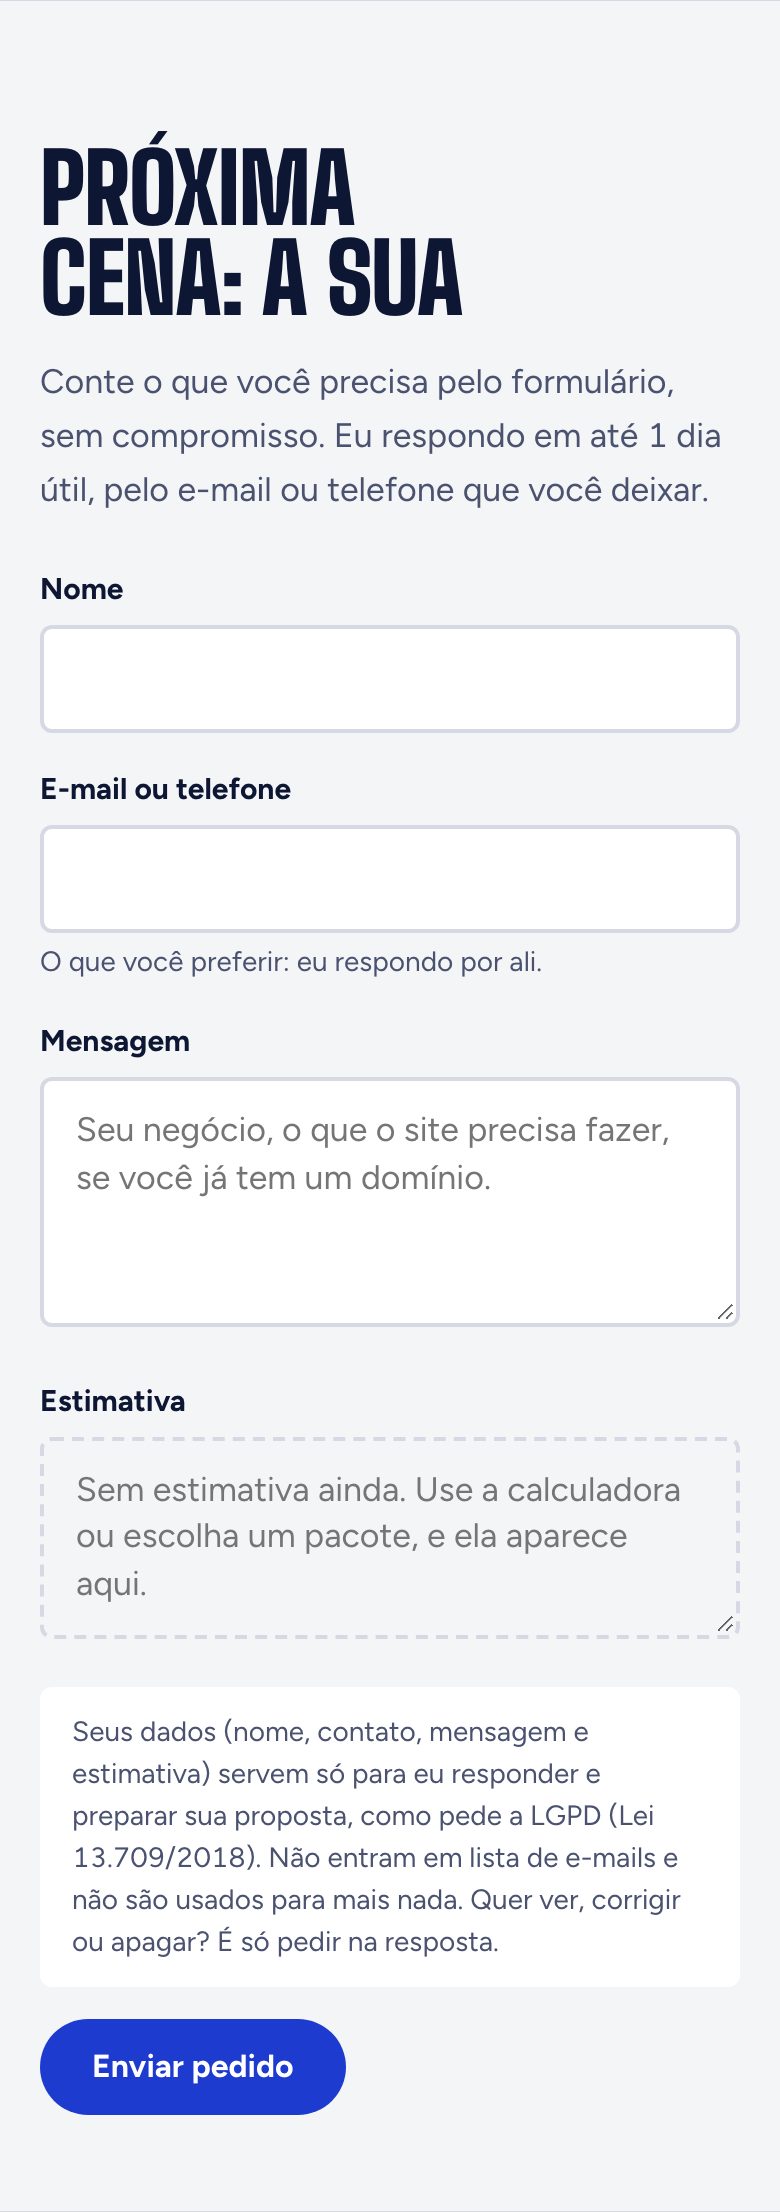 PRÓXIMA
CENA: A SUA
Conte o que você precisa pelo formulário,
sem compromisso. Eu respondo em até 1 dia
útil, pelo e-mail ou telefone que você deixar.
Nome
E-mail ou telefone
O que você preferir: eu respondo por ali.
Mensagem
Seu negócio, o que o site precisa fazer,
se você já tem um domínio.
Estimativa
Sem estimativa ainda. Use a calculadora
ou escolha um pacote, e ela aparece
aqui.
Seus dados (nome, contato, mensagem e
estimativa) servem só para eu responder e
preparar sua proposta, como pede a LGPD (Lei
13.709/2018). Não entram em lista de e-mails e
não são usados para mais nada. Quer ver, corrigir
ou apagar? É só pedir na resposta.
Enviar pedido